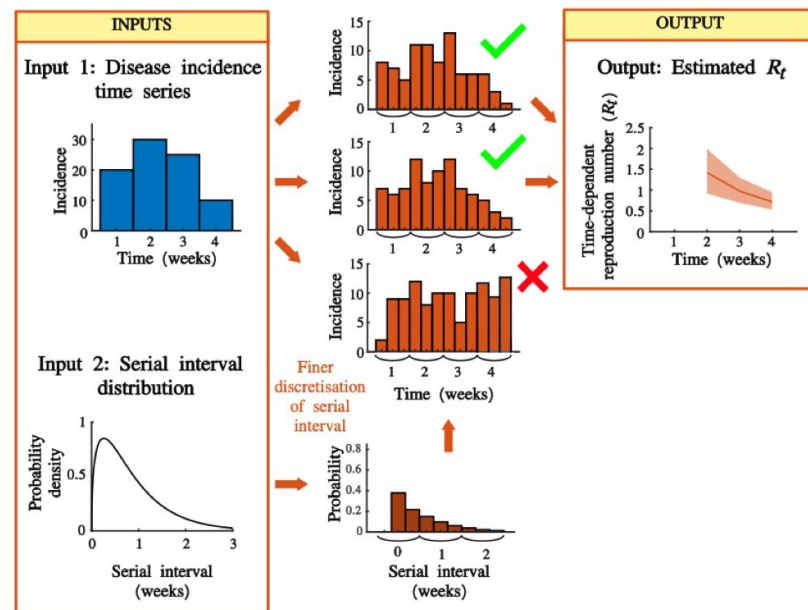 INPUTS
Input 1: Disease incidence
time series
Incidence
30
20
10
0
1 2 3 4
Time (weeks)
Input 2: Serial interval
distribution
Probability
density
1
0.5
0
0 1 2 3
Serial interval
(weeks)
Incidence
15
10
5
0
1 2 3 4
Incidence
15
10
5
0
1 2 3 4
Incidence
15
10
5
0
1 2 3 4
Time (weeks)
Finer
discretisation
of serial
interval
Probability
0.8
0.6
0.4
0.2
0
0 1 2
Serial interval
(weeks)
OUTPUT
Output: Estimated Rₜ
Time-dependent
reproduction number (Rₜ)
2.5
2
1.5
1
0.5
0
1 2 3 4
Time (weeks)